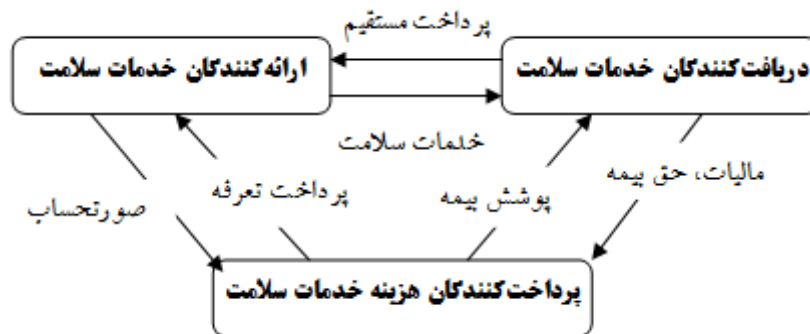 پرداخت مستقیم
دریافت‌کنندگان خدمات سلامت
ارائه‌کنندگان خدمات سلامت
خدمات سلامت
مالیات، حق بیمه
پوشش بیمه
پرداخت تعرفه
صورتحساب
پرداخت‌کنندگان هزینه خدمات سلامت